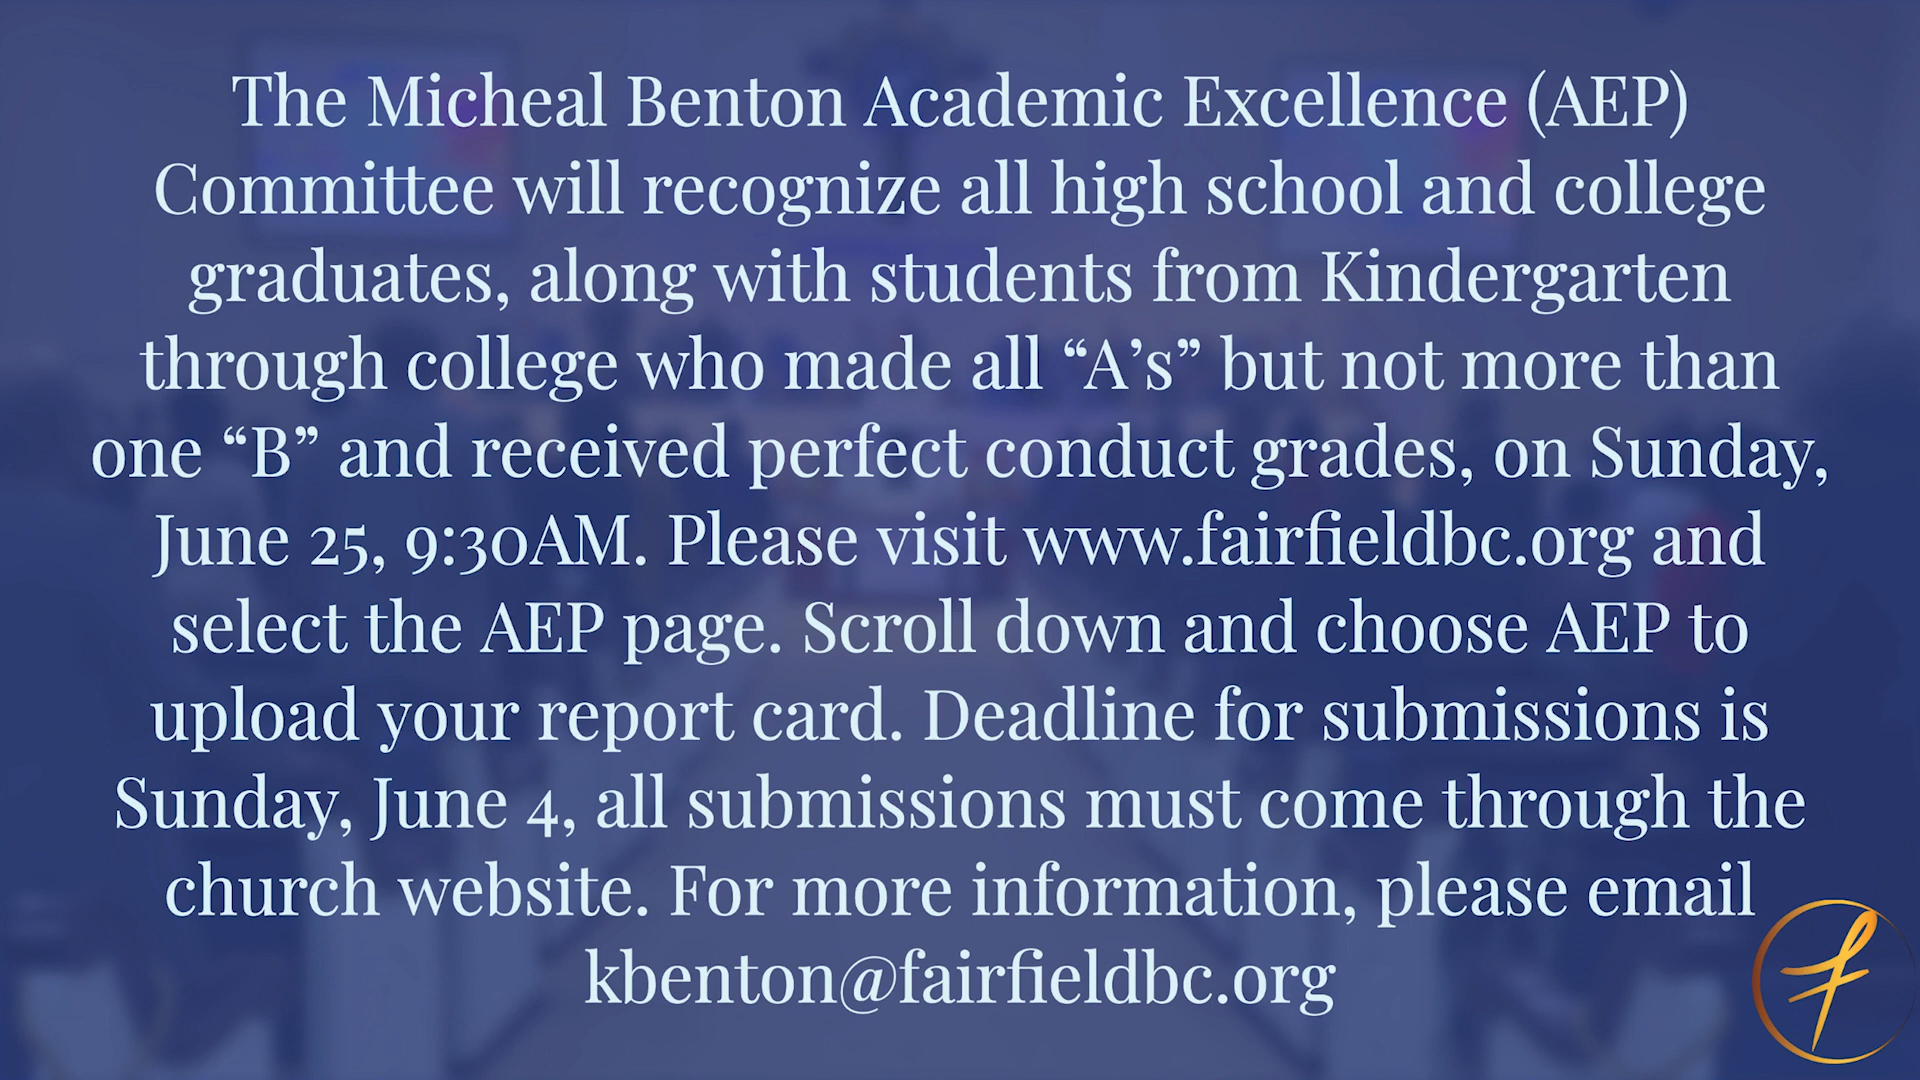 The Micheal Benton Academic Excellence (AEP)
Committee will recognize all high school and college
graduates, along with students from Kindergarten
through college who made all “A’s” but not more than
one “B” and received perfect conduct grades, on Sunday,
June 25, 9:30AM. Please visit www.fairfieldbc.org and
select the AEP page. Scroll down and choose AEP to
upload your report card. Deadline for submissions is
Sunday, June 4, all submissions must come through the
church website. For more information, please email
kbenton@fairfieldbc.org